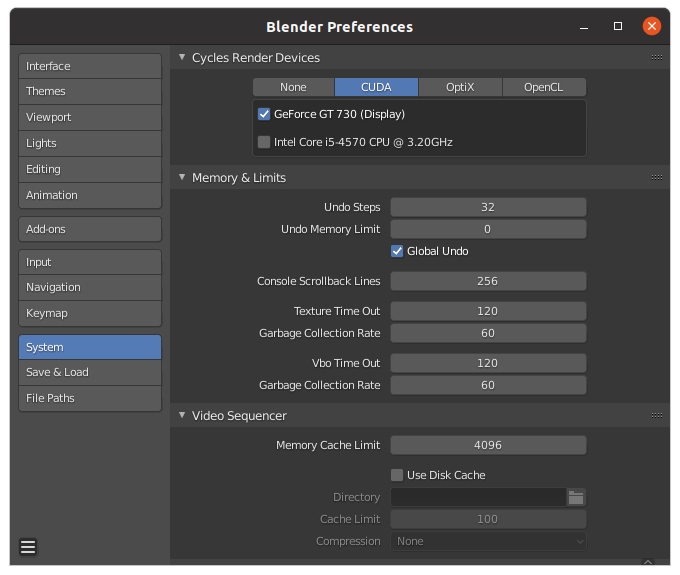 Blender Preferences
Interface
Themes
Viewport
Lights
Editing
Animation
Add-ons
Input
Navigation
Keymap
System
Save & Load
File Paths
Cycles Render Devices
None CUDA OptiX OpenCL
GeForce GT 730 (Display)
Intel Core i5-4570 CPU @ 3.20GHz
Memory & Limits
Undo Steps 32
Undo Memory Limit 0
Global Undo
Console Scrollback Lines 256
Texture Time Out 120
Garbage Collection Rate 60
Vbo Time Out 120
Garbage Collection Rate 60
Video Sequencer
Memory Cache Limit 4096
Use Disk Cache
Directory
Cache Limit 100
Compression None